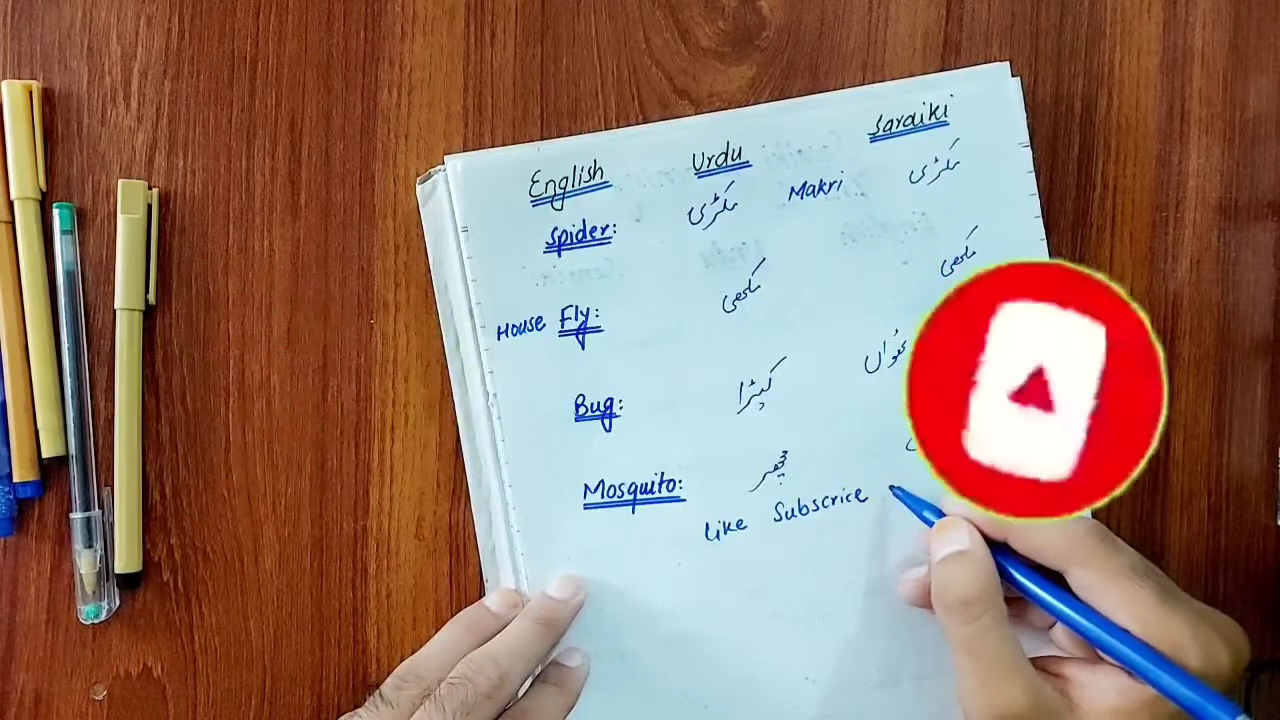 English Urdu Saraiki
Spider: مکڑی Makri مکڑی
House Fly: مکھی مکھی
Bug: کیڑا
Mosquito: مچھر
Like Subscrice